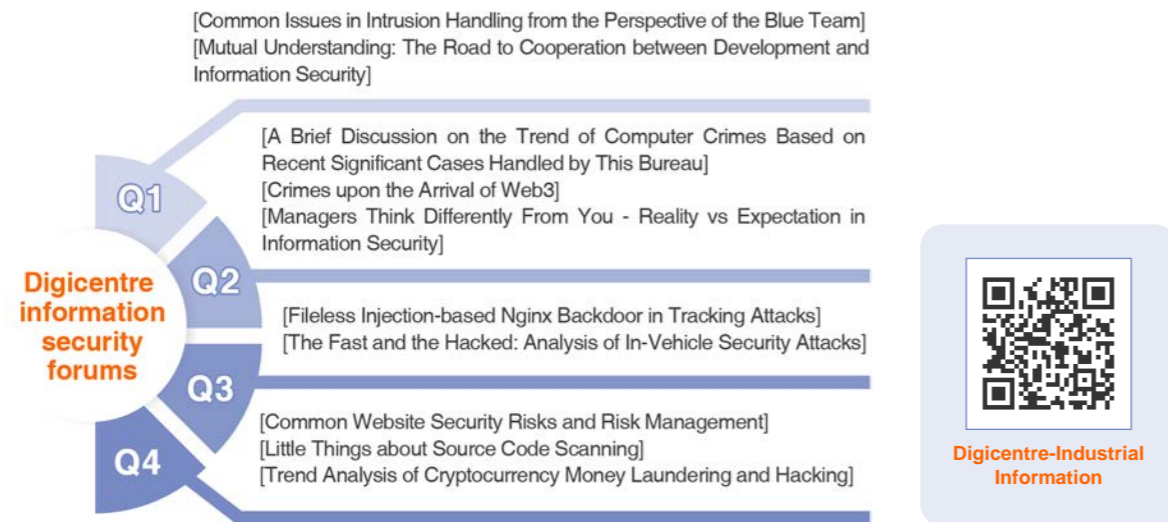 [Common Issues in Intrusion Handling from the Perspective of the Blue Team]
[Mutual Understanding: The Road to Cooperation between Development and
Information Security]
Q1
[A Brief Discussion on the Trend of Computer Crimes Based on
Recent Significant Cases Handled by This Bureau]
[Crimes upon the Arrival of Web3]
[Managers Think Differently From You - Reality vs Expectation in
Information Security]
Q2
[Fileless Injection-based Nginx Backdoor in Tracking Attacks]
[The Fast and the Hacked: Analysis of In-Vehicle Security Attacks]
Q3
[Common Website Security Risks and Risk Management]
[Little Things about Source Code Scanning]
[Trend Analysis of Cryptocurrency Money Laundering and Hacking]
Q4
Digicentre
information
security
forums
Digicentre-Industrial
Information